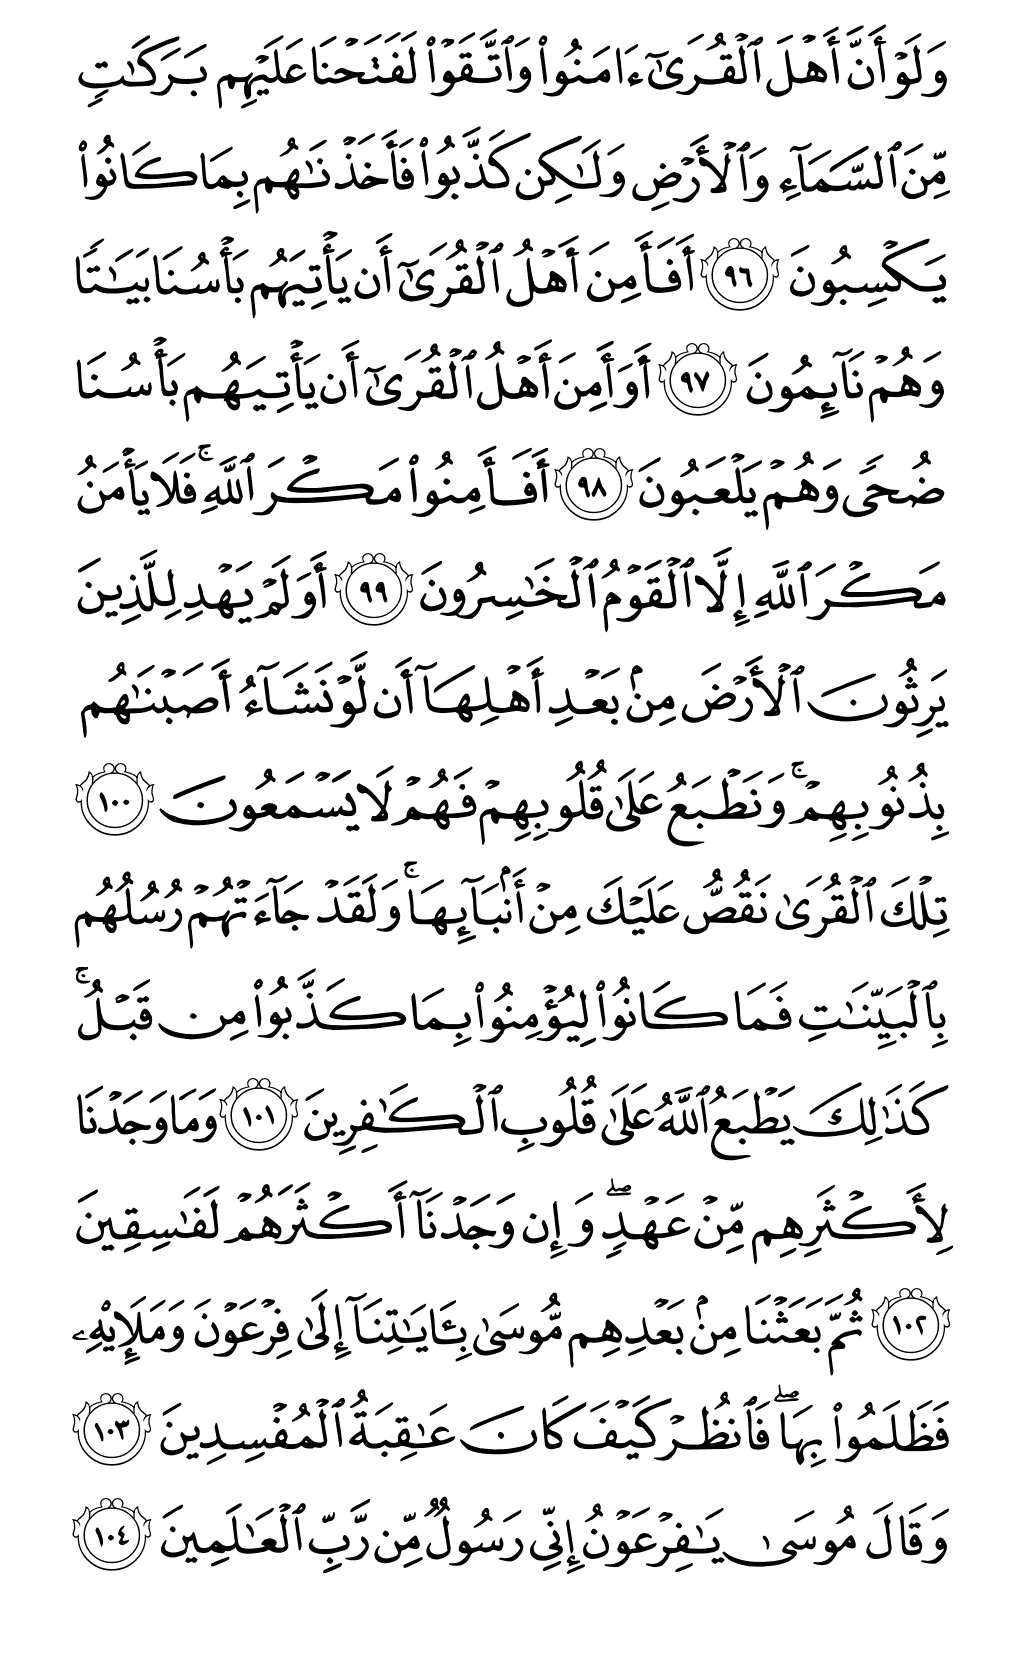 وَلَوۡ أَنَّ أَهۡلَ ٱلۡقُرَىٰٓ ءَامَنُواْ وَٱتَّقَوۡاْ لَفَتَحۡنَا عَلَيۡهِم بَرَكَٰتٖ
مِّنَ ٱلسَّمَآءِ وَٱلۡأَرۡضِ وَلَٰكِن كَذَّبُواْ فَأَخَذۡنَٰهُم بِمَا كَانُواْ
يَكۡسِبُونَ ٩٦ أَفَأَمِنَ أَهۡلُ ٱلۡقُرَىٰٓ أَن يَأۡتِيَهُم بَأۡسُنَا بَيَٰتٗا
وَهُمۡ نَآئِمُونَ ٩٧ أَوَأَمِنَ أَهۡلُ ٱلۡقُرَىٰٓ أَن يَأۡتِيَهُم بَأۡسُنَا
ضُحٗى وَهُمۡ يَلۡعَبُونَ ٩٨ أَفَأَمِنُواْ مَكۡرَ ٱللَّهِۚ فَلَا يَأۡمَنُ
مَكۡرَ ٱللَّهِ إِلَّا ٱلۡقَوۡمُ ٱلۡخَٰسِرُونَ ٩٩ أَوَلَمۡ يَهۡدِ لِلَّذِينَ
يَرِثُونَ ٱلۡأَرۡضَ مِنۢ بَعۡدِ أَهۡلِهَآ أَن لَّوۡ نَشَآءُ أَصَبۡنَٰهُم
بِذُنُوبِهِمۡۚ وَنَطۡبَعُ عَلَىٰ قُلُوبِهِمۡ فَهُمۡ لَا يَسۡمَعُونَ ١٠٠
تِلۡكَ ٱلۡقُرَىٰ نَقُصُّ عَلَيۡكَ مِنۡ أَنۢبَآئِهَاۚ وَلَقَدۡ جَآءَتۡهُمۡ رُسُلُهُم
بِٱلۡبَيِّنَٰتِ فَمَا كَانُواْ لِيُؤۡمِنُواْ بِمَا كَذَّبُواْ مِن قَبۡلُۚ
كَذَٰلِكَ يَطۡبَعُ ٱللَّهُ عَلَىٰ قُلُوبِ ٱلۡكَٰفِرِينَ ١٠١ وَمَا وَجَدۡنَا
لِأَكۡثَرِهِم مِّنۡ عَهۡدٖۖ وَإِن وَجَدۡنَآ أَكۡثَرَهُمۡ لَفَٰسِقِينَ
١٠٢ ثُمَّ بَعَثۡنَا مِنۢ بَعۡدِهِم مُّوسَىٰ بِـَٔايَٰتِنَآ إِلَىٰ فِرۡعَوۡنَ وَمَلَإِيْهِۦ
فَظَلَمُواْ بِهَاۖ فَٱنظُرۡ كَيۡفَ كَانَ عَٰقِبَةُ ٱلۡمُفۡسِدِينَ ١٠٣
وَقَالَ مُوسَىٰ يَٰفِرۡعَوۡنُ إِنِّي رَسُولٞ مِّن رَّبِّ ٱلۡعَٰلَمِينَ ١٠٤